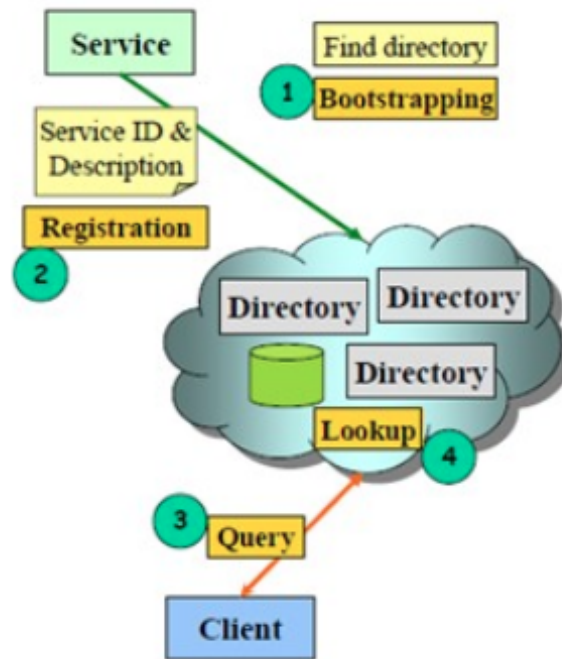 Service
Find directory
1
Bootstrapping
Service ID &
Description
Registration
2
Directory
Directory
Directory
Lookup
4
3
Query
Client